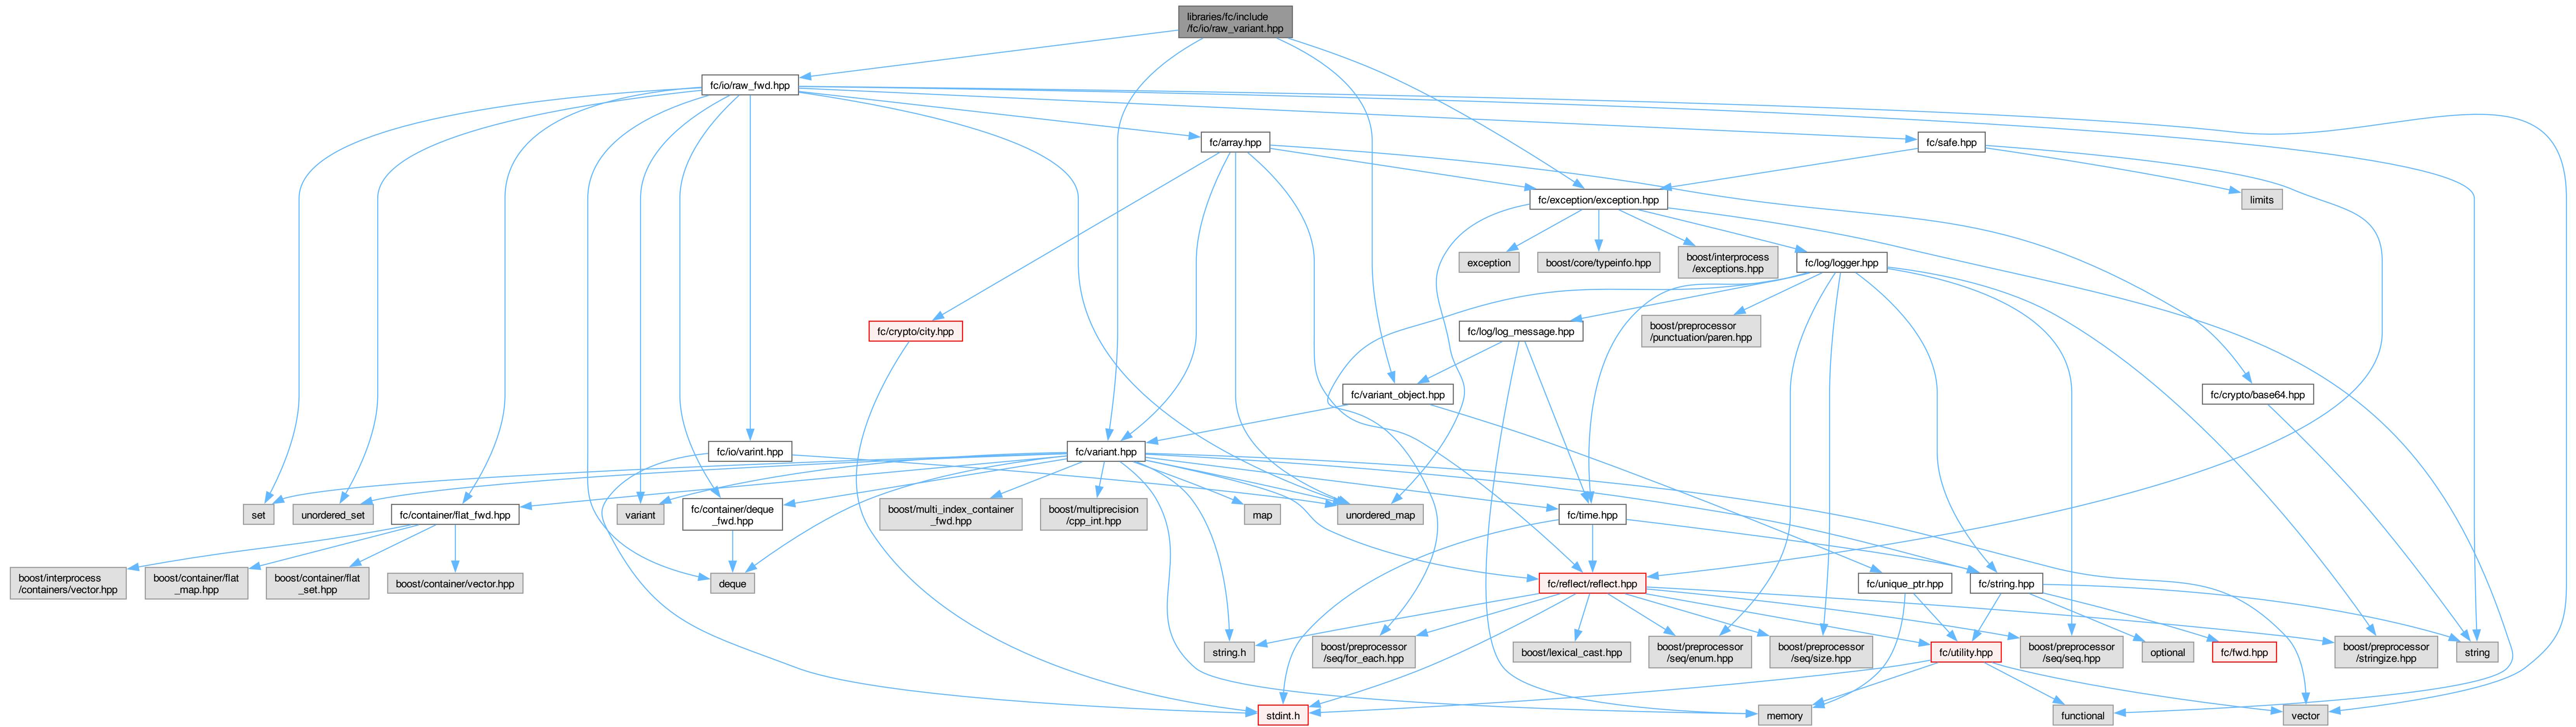 libraries/fc/include
/fc/io/raw_variant.hpp
fc/io/raw_fwd.hpp
fc/array.hpp
fc/safe.hpp
fc/exception/exception.hpp
limits
exception
boost/core/typeinfo.hpp
boost/interprocess
/exceptions.hpp
fc/log/logger.hpp
fc/crypto/city.hpp
fc/log/log_message.hpp
boost/preprocessor
/punctuation/paren.hpp
fc/variant_object.hpp
fc/crypto/base64.hpp
fc/io/varint.hpp
fc/variant.hpp
set
unordered_set
fc/container/flat_fwd.hpp
variant
fc/container/deque
_fwd.hpp
boost/multi_index_container
_fwd.hpp
boost/multiprecision
/cpp_int.hpp
map
unordered_map
fc/time.hpp
boost/interprocess
/containers/vector.hpp
boost/container/flat
_map.hpp
boost/container/flat
_set.hpp
boost/container/vector.hpp
deque
fc/reflect/reflect.hpp
fc/unique_ptr.hpp
fc/string.hpp
string.h
boost/preprocessor
/seq/for_each.hpp
boost/lexical_cast.hpp
boost/preprocessor
/seq/enum.hpp
boost/preprocessor
/seq/size.hpp
fc/utility.hpp
boost/preprocessor
/seq/seq.hpp
optional
fc/fwd.hpp
boost/preprocessor
/stringize.hpp
string
stdint.h
memory
functional
vector